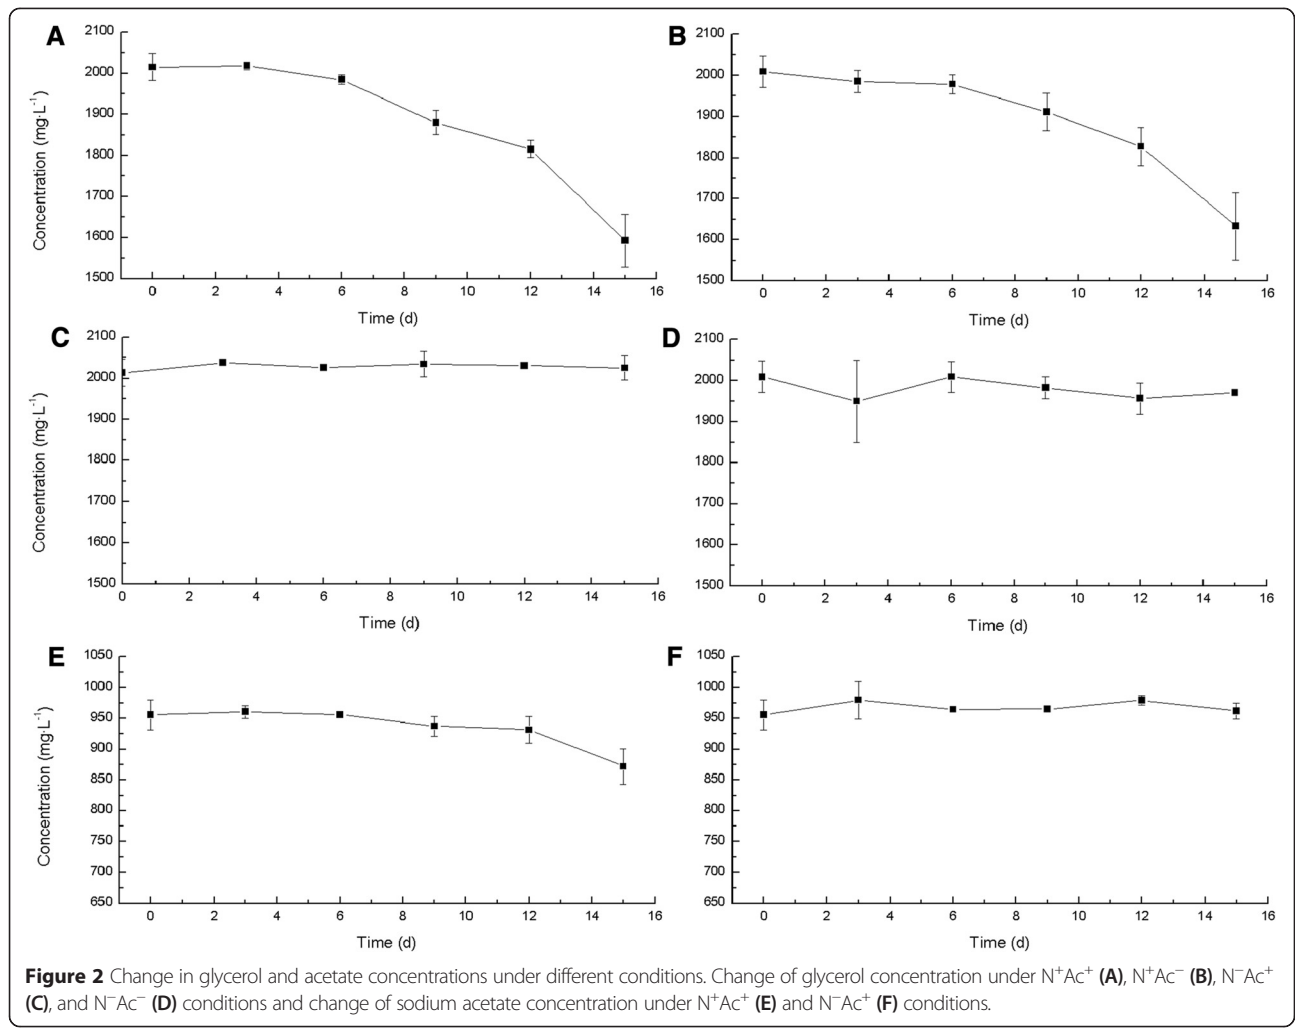 A
2100
2000
1900
1800
1700
1600
1500
Concentration (mg·L⁻¹)
0 2 4 6 8 10 12 14 16
Time (d)
B
2100
2000
1900
1800
1700
1600
1500
0 2 4 6 8 10 12 14 16
Time (d)
C
2100
2000
1900
1800
1700
1600
1500
Concentration (mg·L⁻¹)
0 2 4 6 8 10 12 14 16
Time (d)
D
2100
2000
1900
1800
1700
1600
1500
0 2 4 6 8 10 12 14 16
Time (d)
E
1050
1000
950
900
850
800
750
700
650
Concentration (mg·L⁻¹)
0 2 4 6 8 10 12 14 16
Time (d)
F
1050
1000
950
900
850
800
750
700
650
0 2 4 6 8 10 12 14 16
Time (d)
Figure 2 Change in glycerol and acetate concentrations under different conditions. Change of glycerol concentration under N⁺Ac⁺ (A), N⁺Ac⁻ (B), N⁻Ac⁺
(C), and N⁻Ac⁻ (D) conditions and change of sodium acetate concentration under N⁺Ac⁺ (E) and N⁻Ac⁺ (F) conditions.